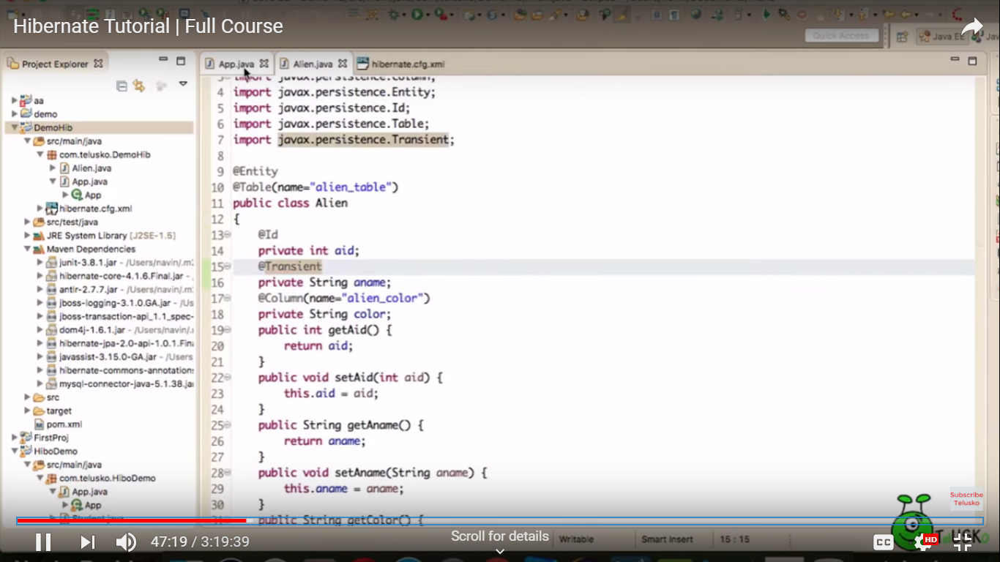 Hibernate Tutorial | Full Course
Quick Access
Java EE
Jav
Project Explorer
App.java
Alien.java
hibernate.cfg.xml
aa
demo
DemoHib
src/main/java
com.telusko.DemoHib
Alien.java
App.java
App
hibernate.cfg.xml
src/test/java
JRE System Library [J2SE-1.5]
Maven Dependencies
junit-3.8.1.jar - /Users/navin/.m2
hibernate-core-4.1.6.Final.jar -
antlr-2.7.7.jar - /Users/navin/.m2
jboss-logging-3.1.0.GA.jar - /Us
jboss-transaction-api_1.1_spec-
dom4j-1.6.1.jar - /Users/navin/.
hibernate-jpa-2.0-api-1.0.1.Fina
javassist-3.15.0-GA.jar - /Users
hibernate-commons-annotations
mysql-connector-java-5.1.38.ja
src
target
pom.xml
FirstProj
HiboDemo
src/main/java
com.telusko.HiboDemo
App.java
App
Student.java
3 import javax.persistence.Column;
4 import javax.persistence.Entity;
5 import javax.persistence.Id;
6 import javax.persistence.Table;
7 import javax.persistence.Transient;
8
9 @Entity
10 @Table(name="alien_table")
11 public class Alien
12 {
13 @Id
14 private int aid;
15 @Transient
16 private String aname;
17 @Column(name="alien_color")
18 private String color;
19 public int getAid() {
20 return aid;
21 }
22 public void setAid(int aid) {
23 this.aid = aid;
24 }
25 public String getAname() {
26 return aname;
27 }
28 public void setAname(String aname) {
29 this.aname = aname;
30 }
31 public String getColor() {
Subscribe
Telusko
47:19 / 3:19:39
Scroll for details
Writable
Smart Insert
15 : 15
CC
HD